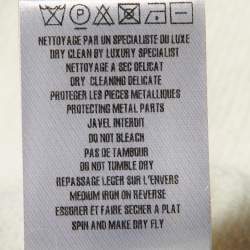 NETTOYAGE PAR UN SPECIALISTE DU LUXE
DRY CLEAN BY LUXURY SPECIALIST
NETTOYAGE A SEC DELICAT
DRY CLEANING DELICATE
PROTEGER LES PIECES METALLIQUES
PROTECTING METAL PARTS
JAVEL INTERDIT
DO NOT BLEACH
PAS DE TAMBOUR
DO NOT TUMBLE DRY
REPASSAGE LEGER SUR L'ENVERS
MEDIUM IRON ON REVERSE
ESSORER ET FAIRE SECHER A PLAT
SPIN AND MAKE DRY FLY